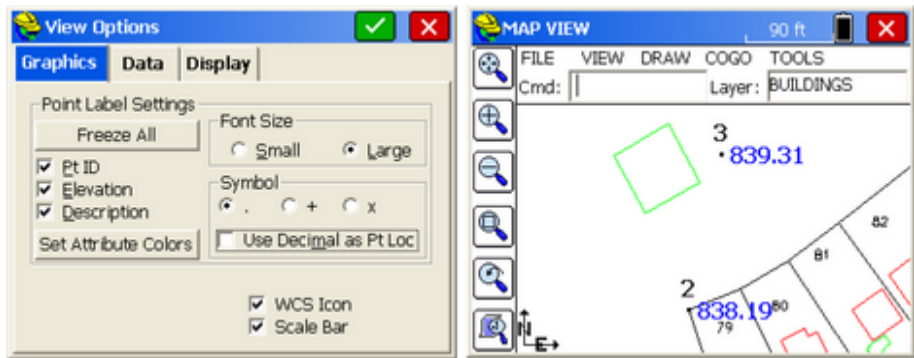 View Options
Graphics Data Display
Point Label Settings
Freeze All
Pt ID
Elevation
Description
Set Attribute Colors
Font Size
Small Large
Symbol
. + x
Use Decimal as Pt Loc
WCS Icon
Scale Bar
MAP VIEW 90 ft
FILE VIEW DRAW COGO TOOLS
Cmd: Layer: BUILDINGS
3
839.31
82
81
2
838.19 80
79
N
E